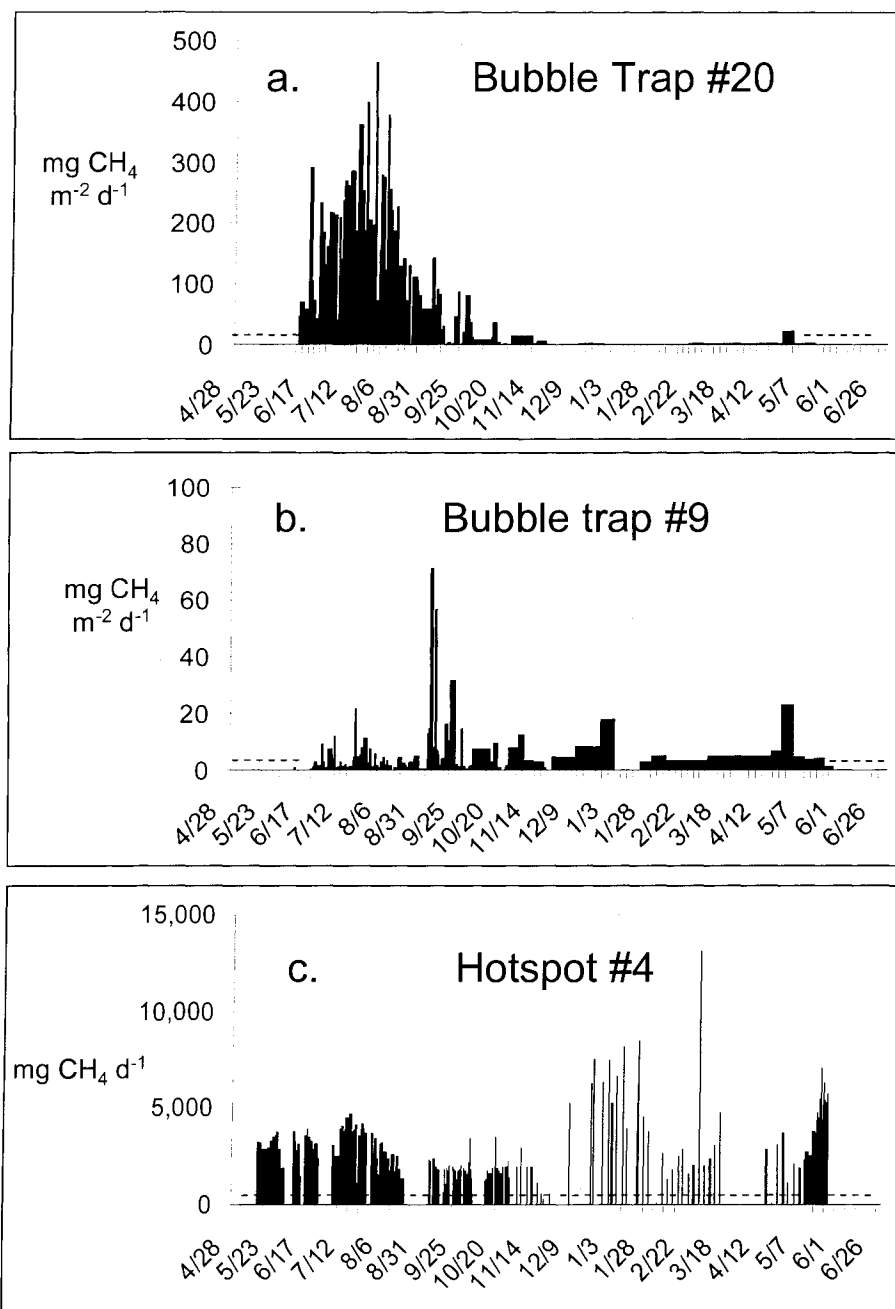 a. Bubble Trap #20
mg CH4
m-2 d-1
500
400
300
200
100
0
4/28 5/23 6/17 7/12 8/6 8/31 9/25 10/20 11/14 12/9 1/3 1/28 2/22 3/18 4/12 5/7 6/1 6/26
b. Bubble trap #9
mg CH4
m-2 d-1
100
80
60
40
20
0
4/28 5/23 6/17 7/12 8/6 8/31 9/25 10/20 11/14 12/9 1/3 1/28 2/22 3/18 4/12 5/7 6/1 6/26
c. Hotspot #4
mg CH4 d-1
15,000
10,000
5,000
0
4/28 5/23 6/17 7/12 8/6 8/31 9/25 10/20 11/14 12/9 1/3 1/28 2/22 3/18 4/12 5/7 6/1 6/26